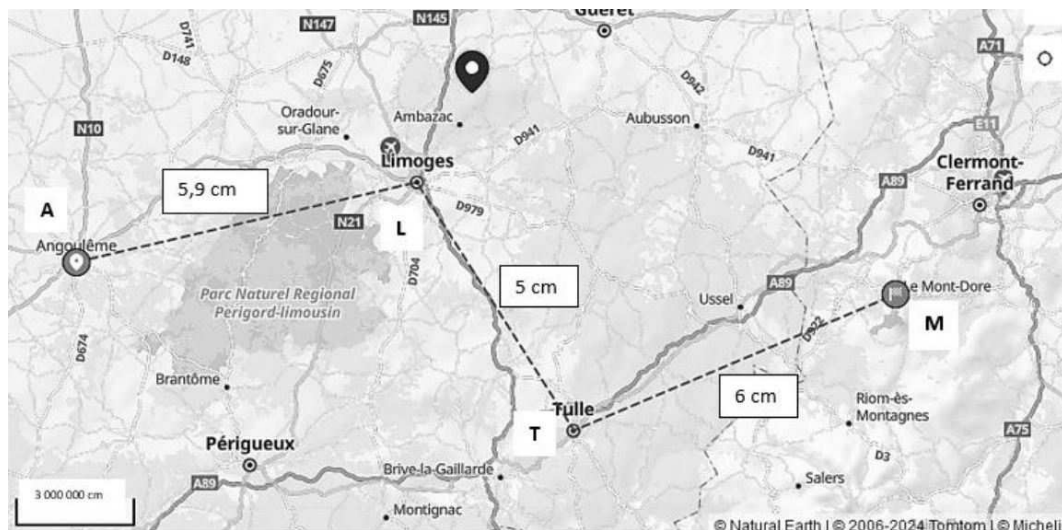 Guéret
N147
N145
D741
A71
D148
D675
D942
Oradour-
sur-Glane
Ambazac
Aubusson
N10
D941
E11
Limoges
D941
Clermont-
Ferrand
5,9 cm
A89
A
D979
N21
L
Angoulême
D704
Parc Naturel Regional
Perigord-limousin
5 cm
A89
Le Mont-Dore
Ussel
M
D922
D674
Brantôme
6 cm
Tulle
Riom-ès-
Montagnes
T
A75
Périgueux
D3
Brive-la-Gaillarde
A89
Salers
3 000 000 cm
Montignac
© Natural Earth | © 2006-2024 Tomtom | © Micheli